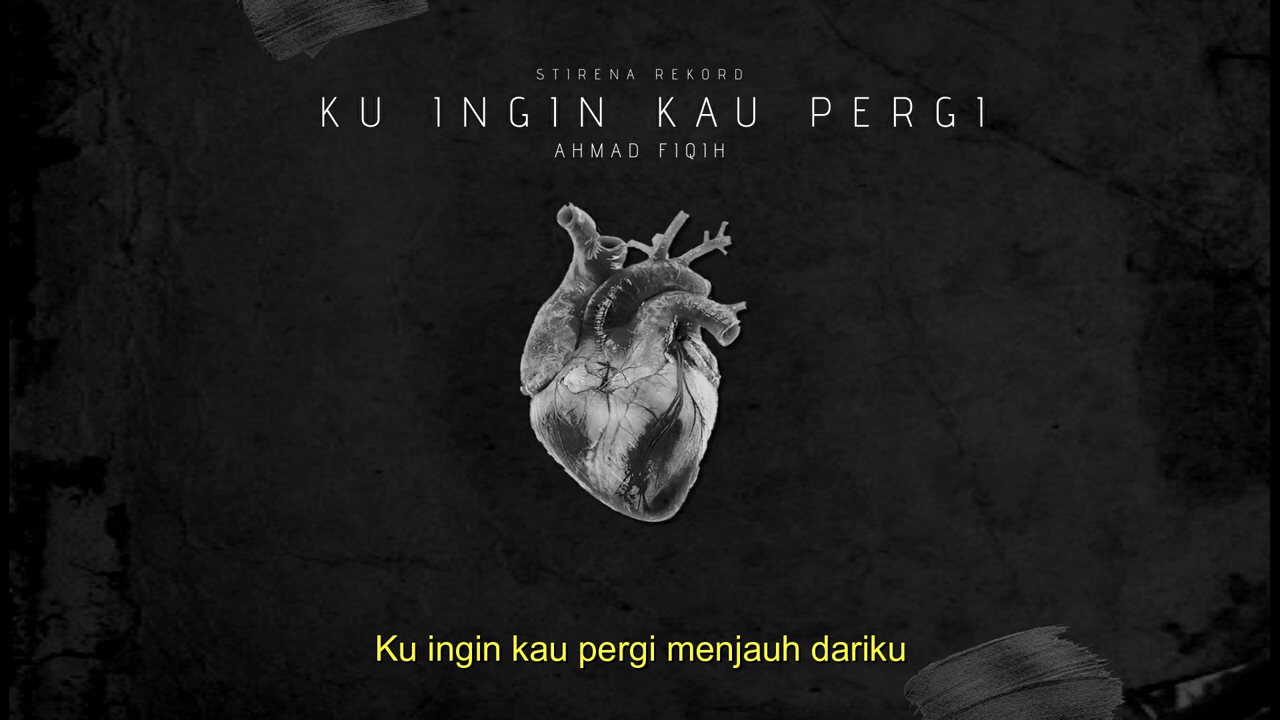 STIRENA REKORD
KU INGIN KAU PERGI
AHMAD FIQIH
Ku ingin kau pergi menjauh dariku